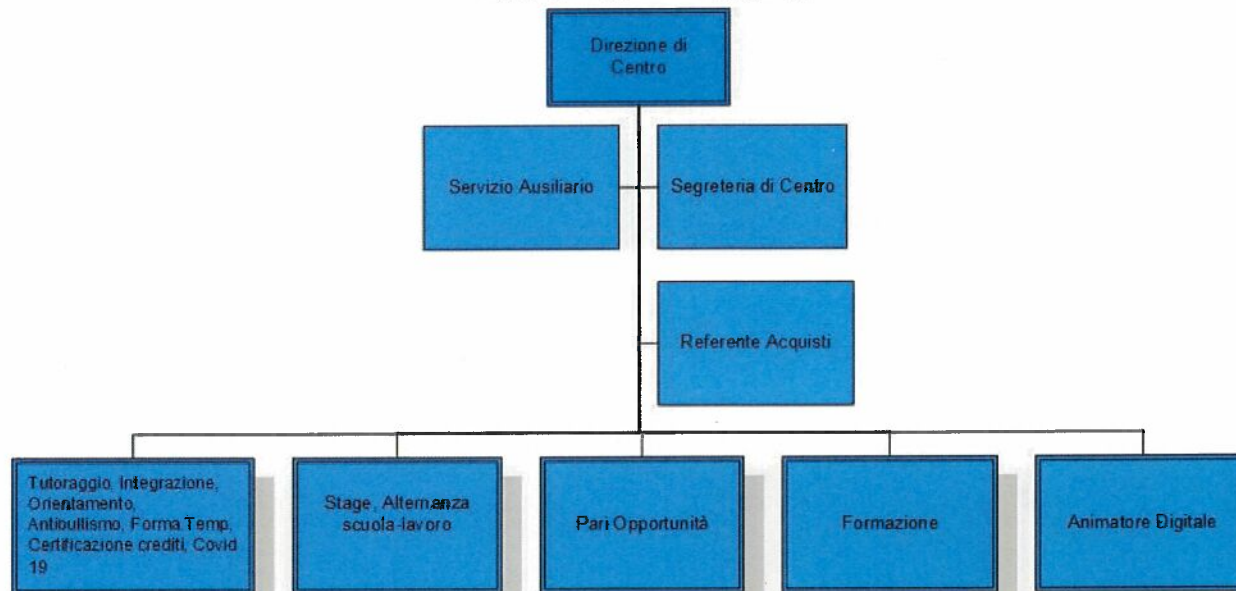 Direzione di
Centro
Servizio Ausiliario
Segreteria di Centro
Referente Acquisti
Tutoraggio, Integrazione,
Orientamento,
Antibullismo, Forma.Temp,
Certificazione crediti, Covid
19
Stage, Alternanza
scuola-lavoro
Pari Opportunità
Formazione
Animatore Digitale